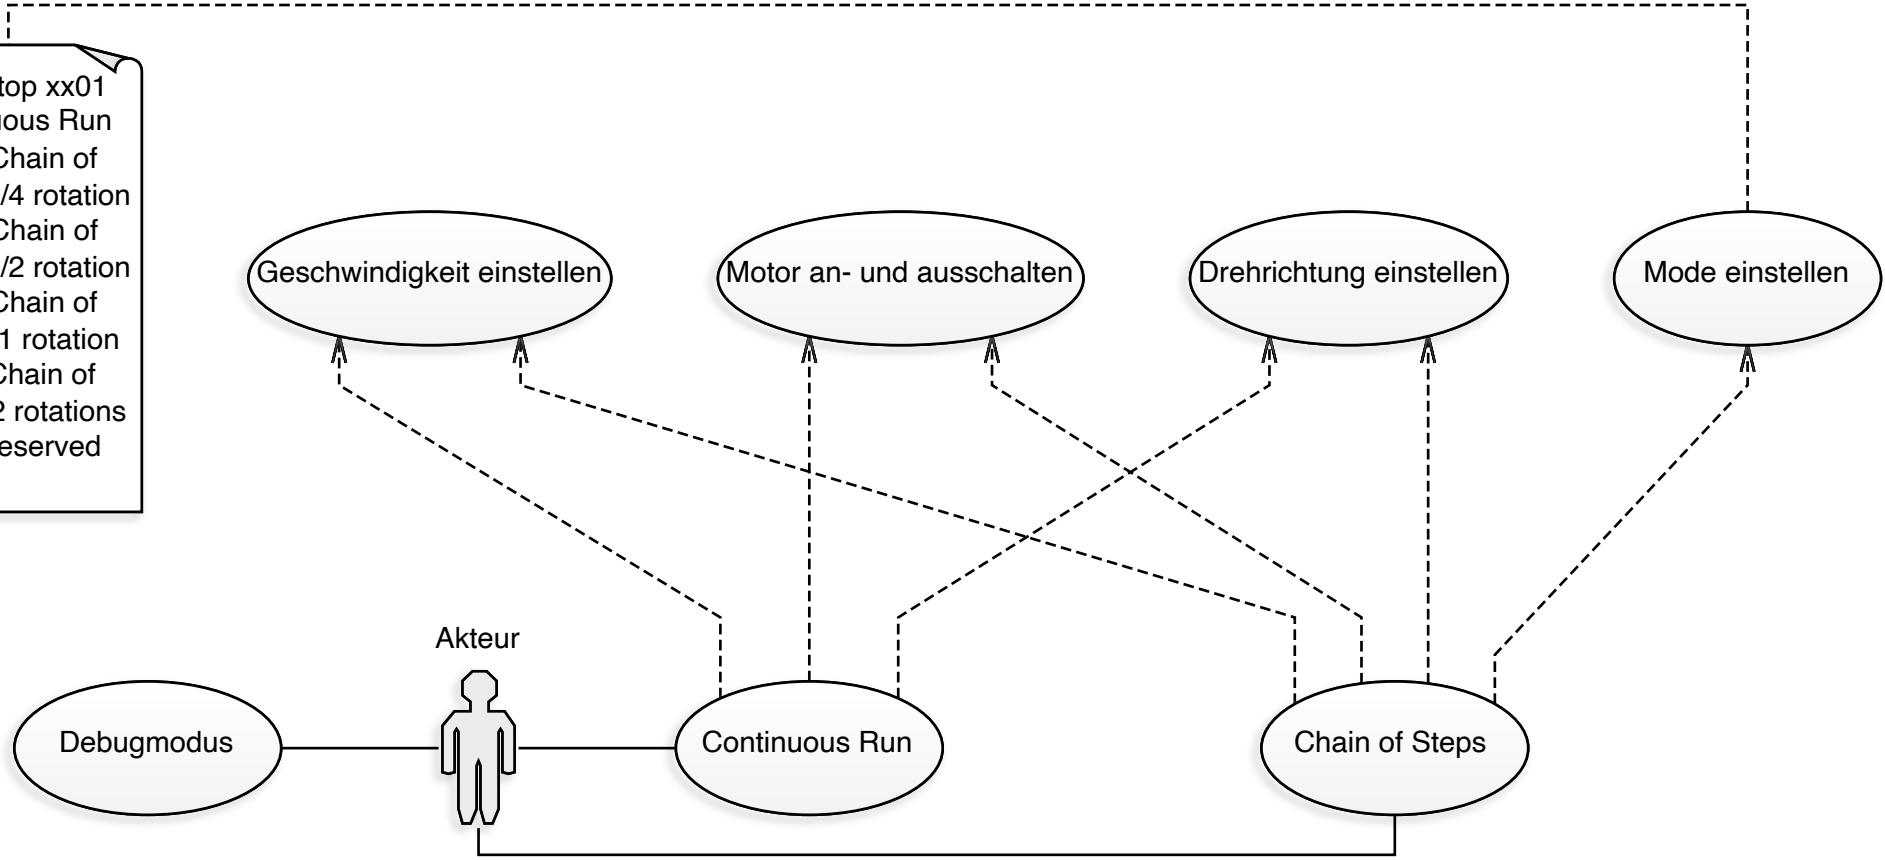 top xx01
ous Run
Chain of
/4 rotation
Chain of
/2 rotation
Chain of
1 rotation
Chain of
2 rotations
eserved
Geschwindigkeit einstellen
Motor an- und ausschalten
Drehrichtung einstellen
Mode einstellen
Akteur
Debugmodus
Continuous Run
Chain of Steps